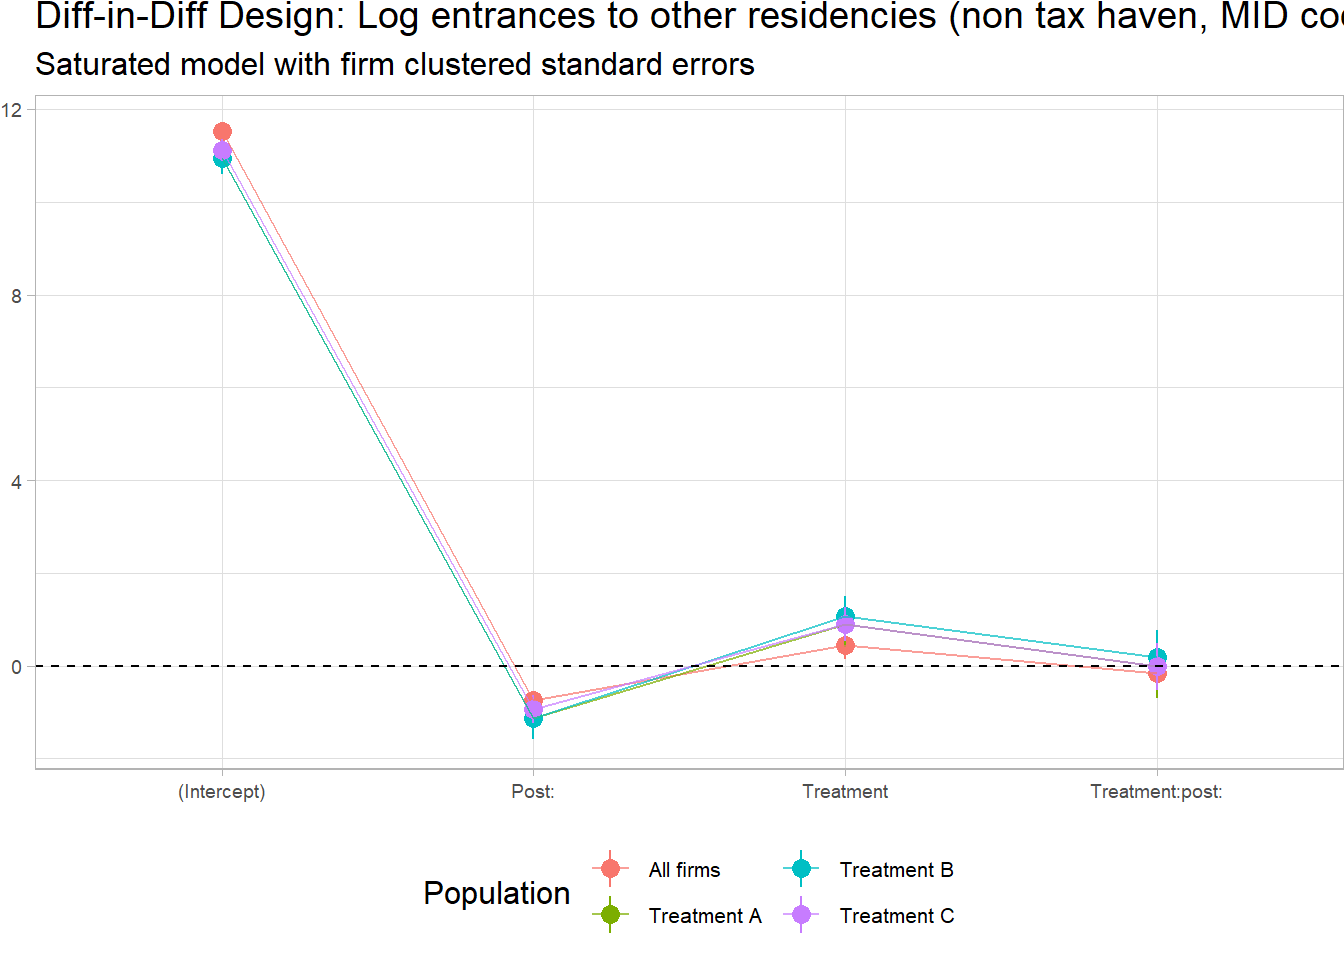 Diff-in-Diff Design: Log entrances to other residencies (non tax haven, MID
Saturated model with firm clustered standard errors
12
8
4
0
(Intercept) Post: Treatment Treatment:post:
Population
All firms Treatment B
Treatment A Treatment C